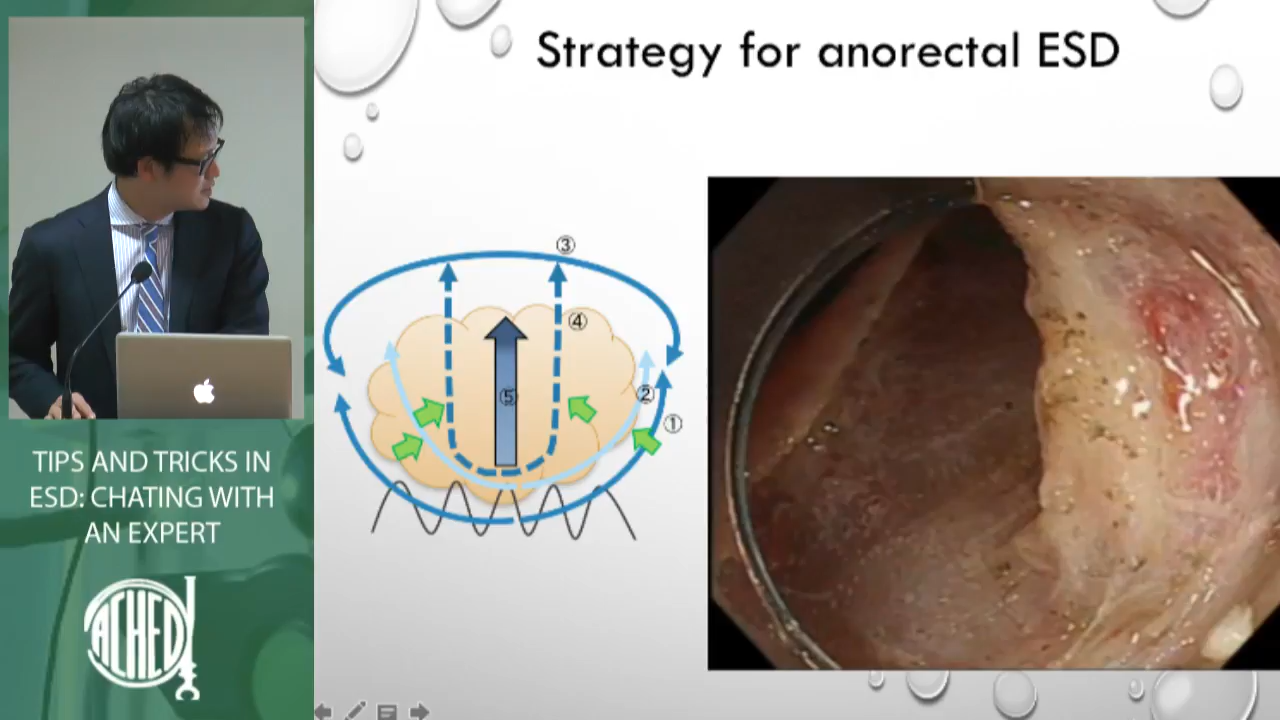 Strategy for anorectal ESD
③
④
⑤
②
①
TIPS AND TRICKS IN
ESD: CHATING WITH
AN EXPERT
ACHED